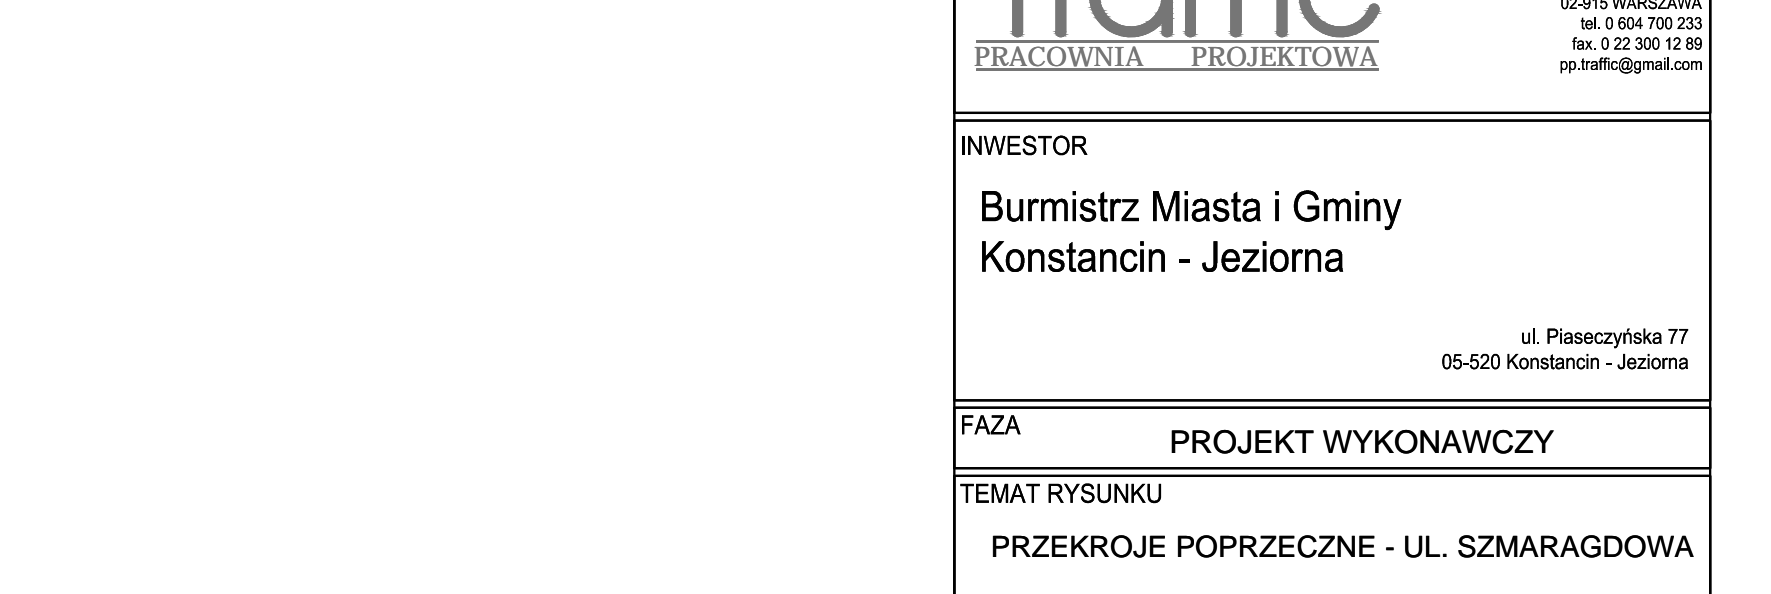 traffic
02-915 WARSZAWA
tel. 0 604 700 233
fax. 0 22 300 12 89
pp.traffic@gmail.com
PRACOWNIA PROJEKTOWA
INWESTOR
Burmistrz Miasta i Gminy
Konstancin - Jeziorna
ul. Piaseczyńska 77
05-520 Konstancin - Jeziorna
FAZA
PROJEKT WYKONAWCZY
TEMAT RYSUNKU
PRZEKROJE POPRZECZNE - UL. SZMARAGDOWA